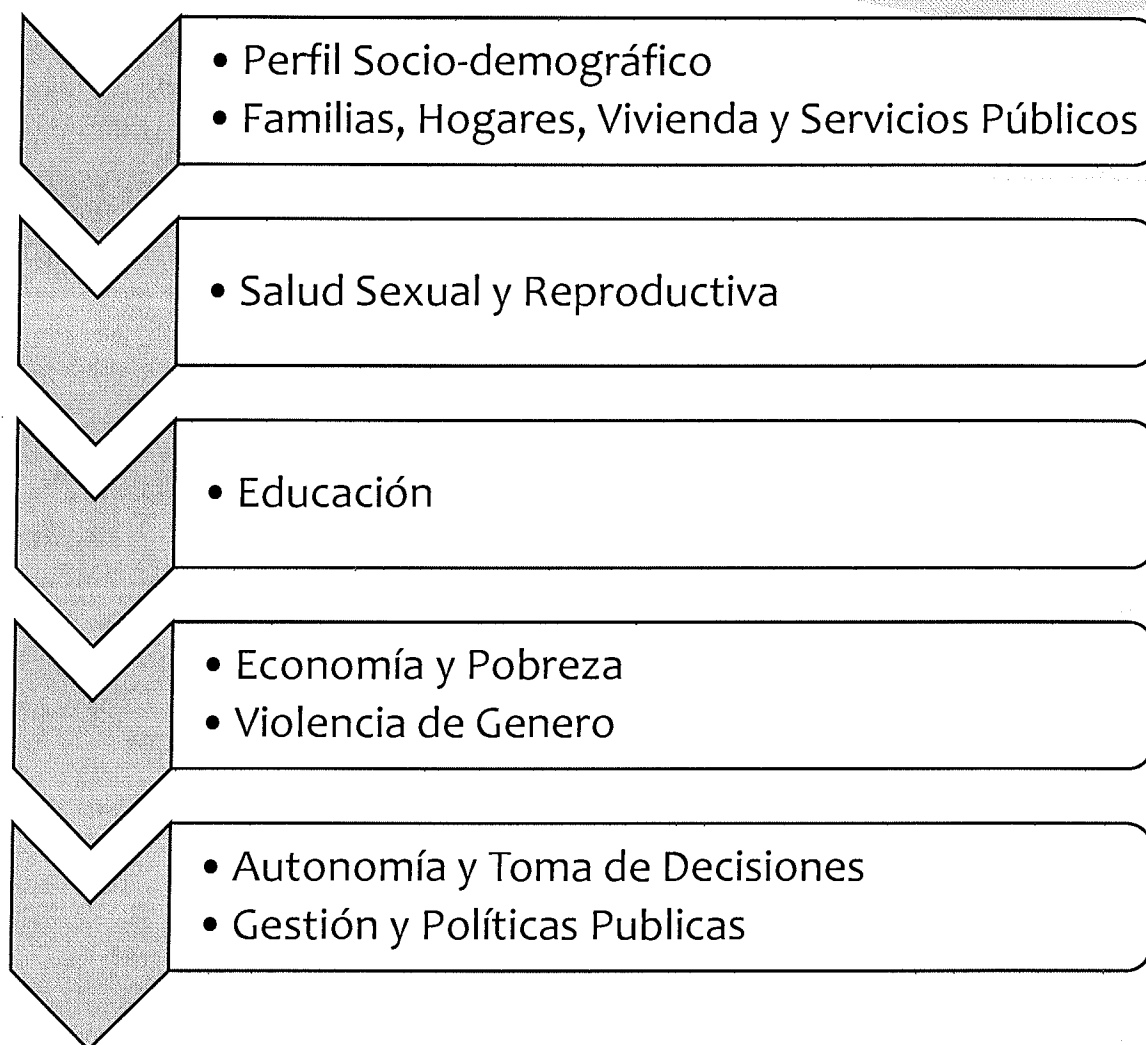 • Perfil Socio-demográfico
• Familias, Hogares, Vivienda y Servicios Públicos
• Salud Sexual y Reproductiva
• Educación
• Economía y Pobreza
• Violencia de Genero
• Autonomía y Toma de Decisiones
• Gestión y Políticas Publicas